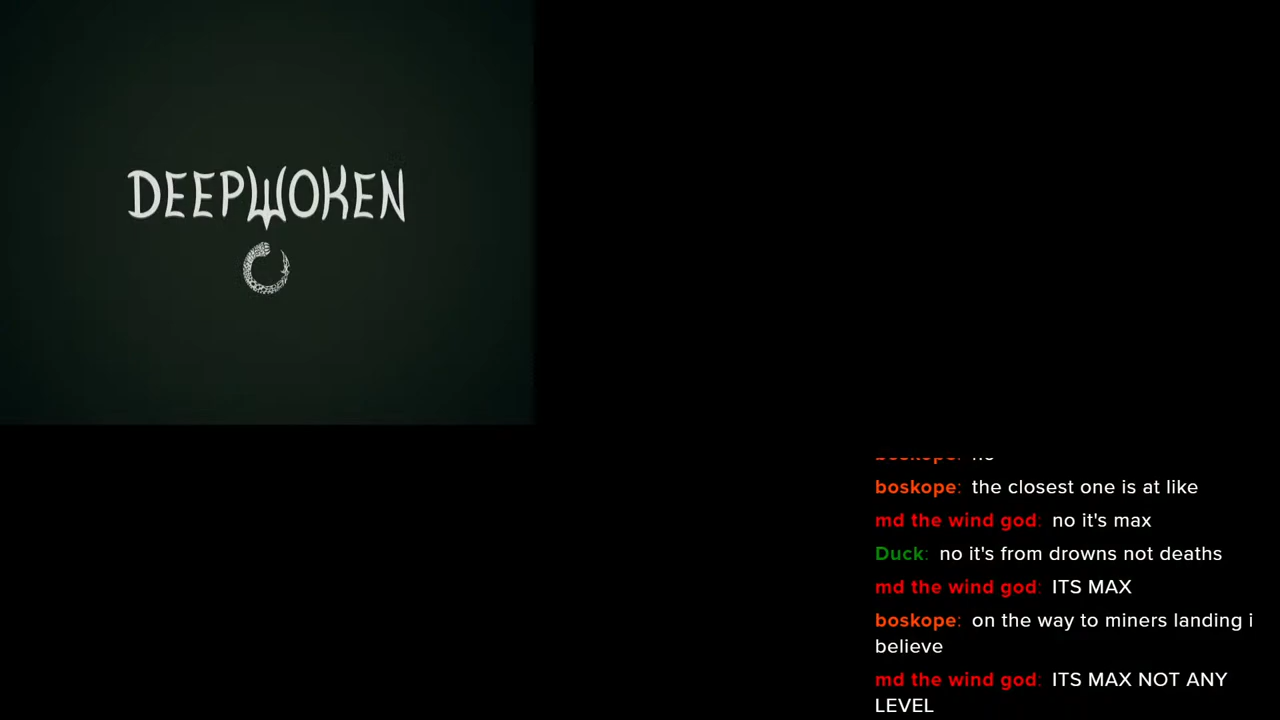 DEEPWOKEN
boskope: no
boskope: the closest one is at like
md the wind god: no it's max
Duck: no it's from drowns not deaths
md the wind god: ITS MAX
boskope: on the way to miners landing i
believe
md the wind god: ITS MAX NOT ANY
LEVEL